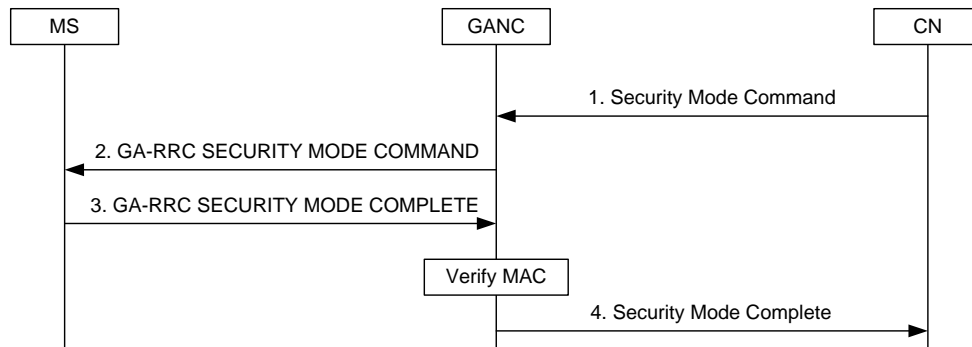 MS
GANC
CN
1. Security Mode Command
2. GA-RRC SECURITY MODE COMMAND
3. GA-RRC SECURITY MODE COMPLETE
Verify MAC
4. Security Mode Complete